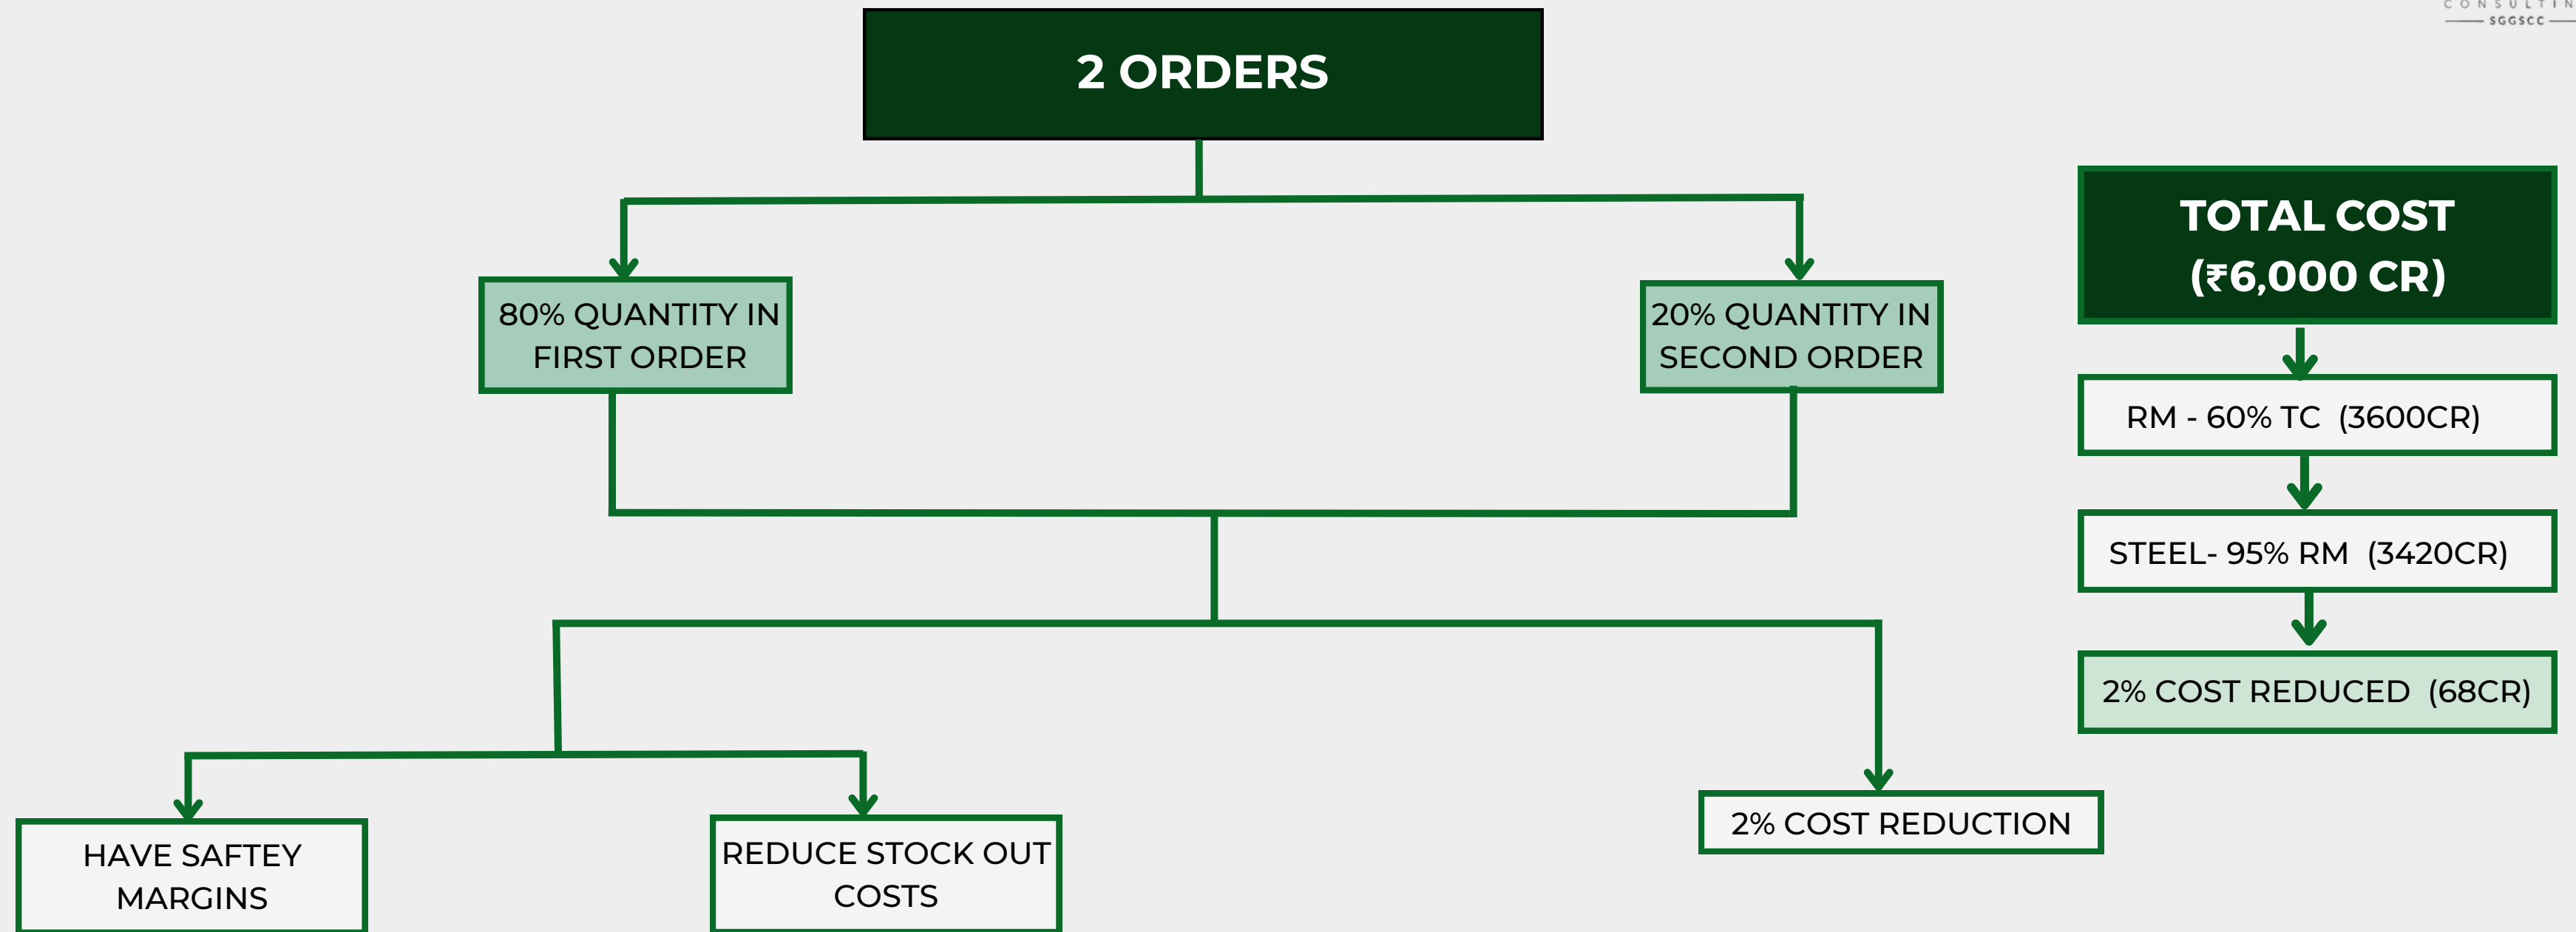 CONSULTIN
SGGSCC
2 ORDERS
80% QUANTITY IN
FIRST ORDER
20% QUANTITY IN
SECOND ORDER
HAVE SAFTEY
MARGINS
REDUCE STOCK OUT
COSTS
2% COST REDUCTION
TOTAL COST
(₹6,000 CR)
RM - 60% TC (3600CR)
STEEL- 95% RM (3420CR)
2% COST REDUCED (68CR)